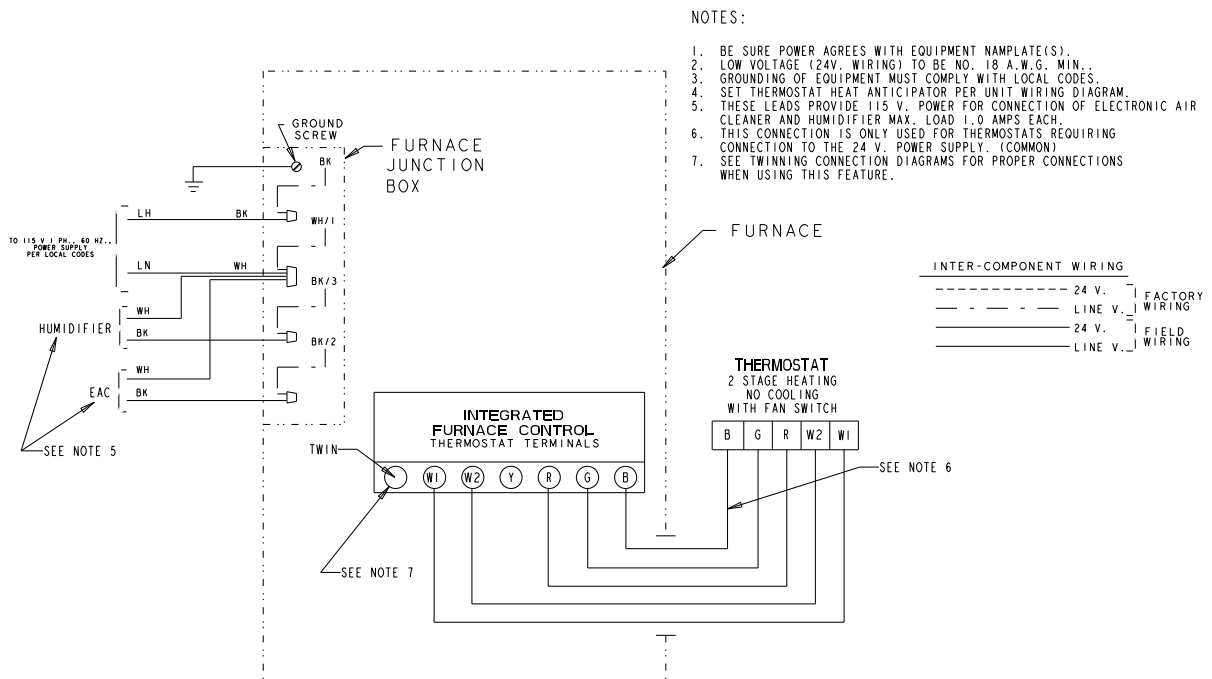 NOTES:
1. BE SURE POWER AGREES WITH EQUIPMENT NAMPLATE(S).
2. LOW VOLTAGE (24V. WIRING) TO BE NO. 18 A.W.G. MIN..
3. GROUNDING OF EQUIPMENT MUST COMPLY WITH LOCAL CODES.
4. SET THERMOSTAT HEAT ANTICIPATOR PER UNIT WIRING DIAGRAM.
5. THESE LEADS PROVIDE 115 V. POWER FOR CONNECTION OF ELECTRONIC AIR
CLEANER AND HUMIDIFIER MAX. LOAD 1.0 AMPS EACH.
6. THIS CONNECTION IS ONLY USED FOR THERMOSTATS REQUIRING
CONNECTION TO THE 24 V. POWER SUPPLY. (COMMON)
7. SEE TWINNING CONNECTION DIAGRAMS FOR PROPER CONNECTIONS
WHEN USING THIS FEATURE.
GROUND
SCREW
BK
FURNACE
JUNCTION
BOX
LH
BK
WH/1
TO 115 V 1 PH., 60 HZ.,
POWER SUPPLY
PER LOCAL CODES
LN
WH
BK/3
WH
HUMIDIFIER
BK
BK/2
WH
EAC
BK
SEE NOTE 5
FURNACE
INTER-COMPONENT WIRING
24 V.
LINE V.
FACTORY
WIRING
24 V.
LINE V.
FIELD
WIRING
THERMOSTAT
2 STAGE HEATING
NO COOLING
WITH FAN SWITCH
B G R W2 W1
SEE NOTE 6
INTEGRATED
FURNACE CONTROL
THERMOSTAT TERMINALS
TWIN
W1 W2 Y R G B
SEE NOTE 7